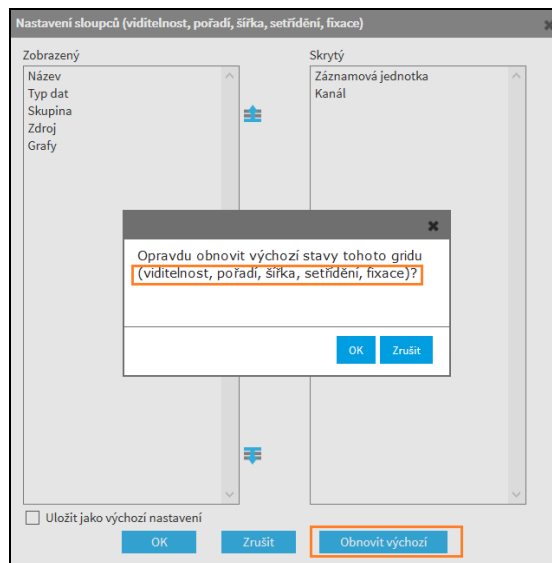 Nastavení sloupců (viditelnost, pořadí, šířka, setřídění, fixace)
Zobrazený
Skrytý
Název
Typ dat
Skupina
Zdroj
Grafy
Záznamová jednotka
Kanál
Opravdu obnovit výchozí stavy tohoto gridu
(viditelnost, pořadí, šířka, setřídění, fixace)?
OK
Zrušit
Uložit jako výchozí nastavení
OK
Zrušit
Obnovit výchozí